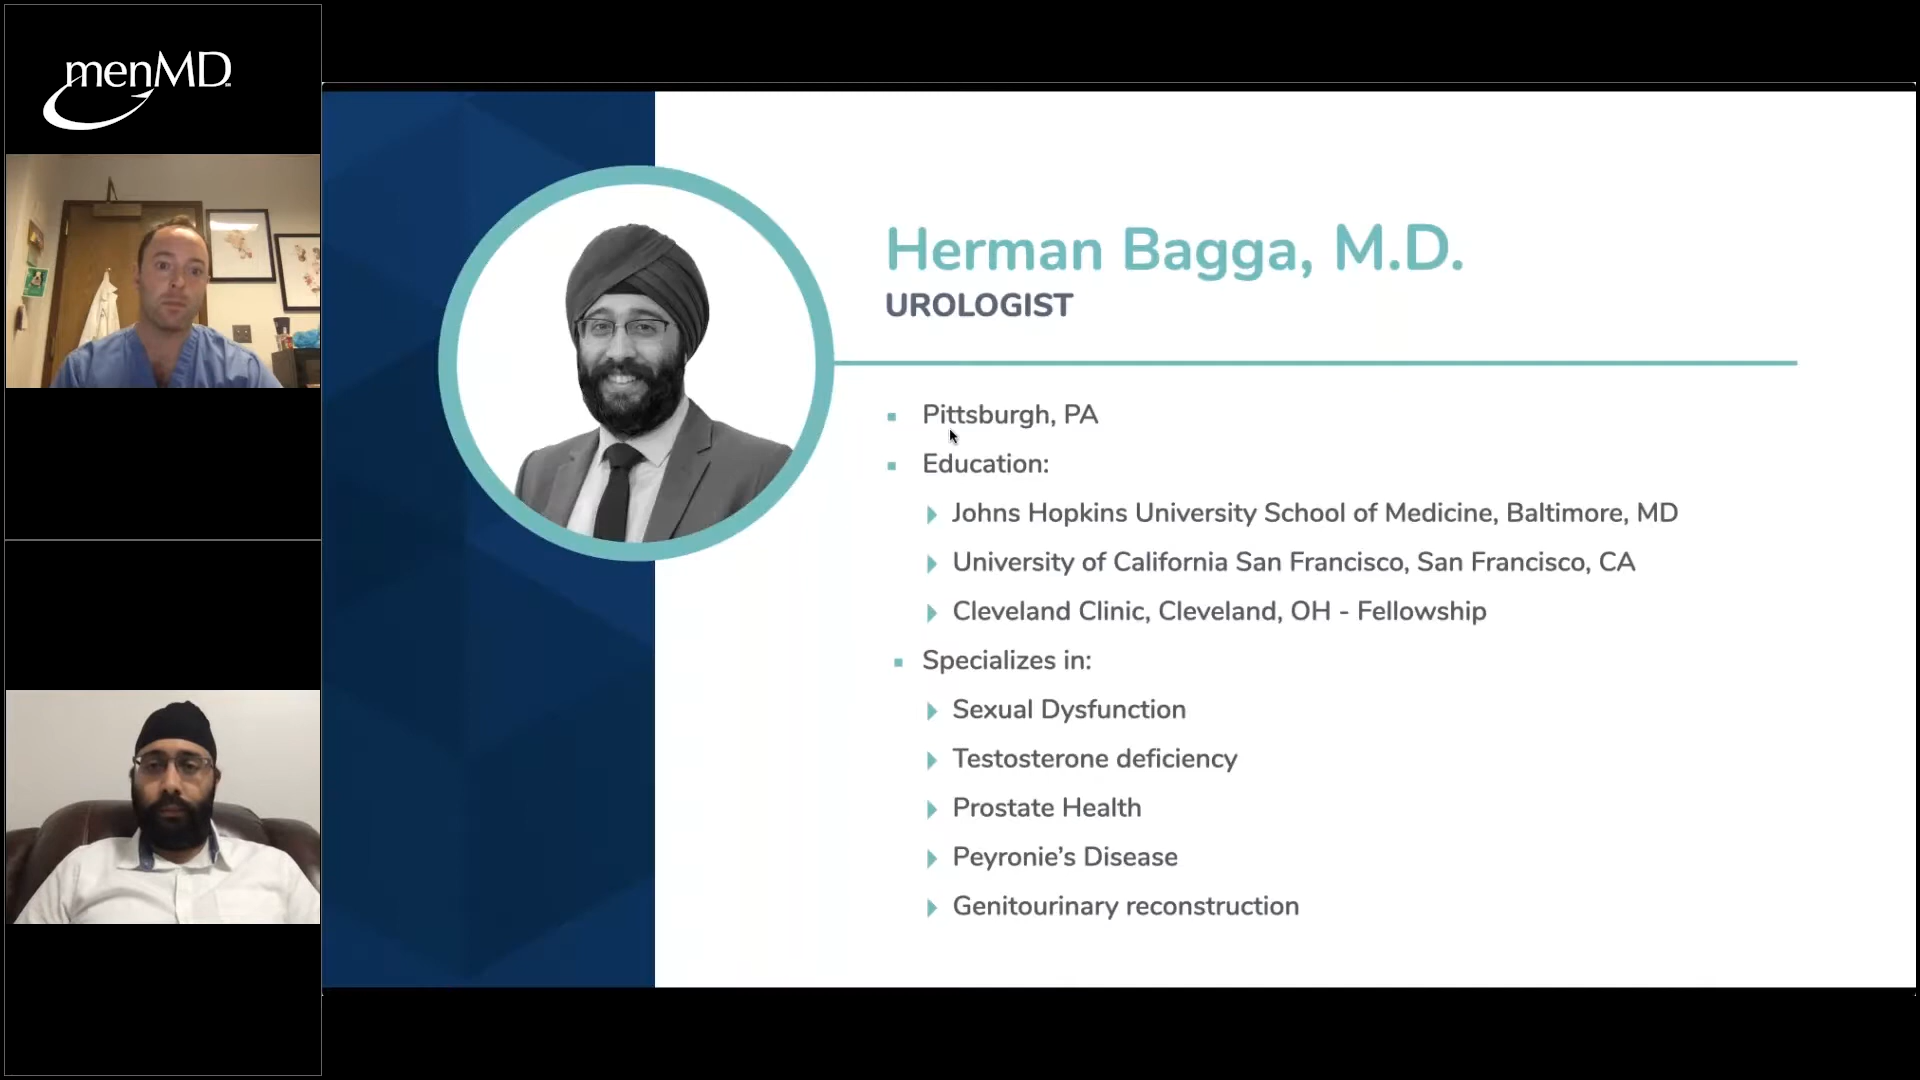 menMD
Herman Bagga, M.D.
UROLOGIST
Pittsburgh, PA
Education:
Johns Hopkins University School of Medicine, Baltimore, MD
University of California San Francisco, San Francisco, CA
Cleveland Clinic, Cleveland, OH - Fellowship
Specializes in:
Sexual Dysfunction
Testosterone deficiency
Prostate Health
Peyronie's Disease
Genitourinary reconstruction